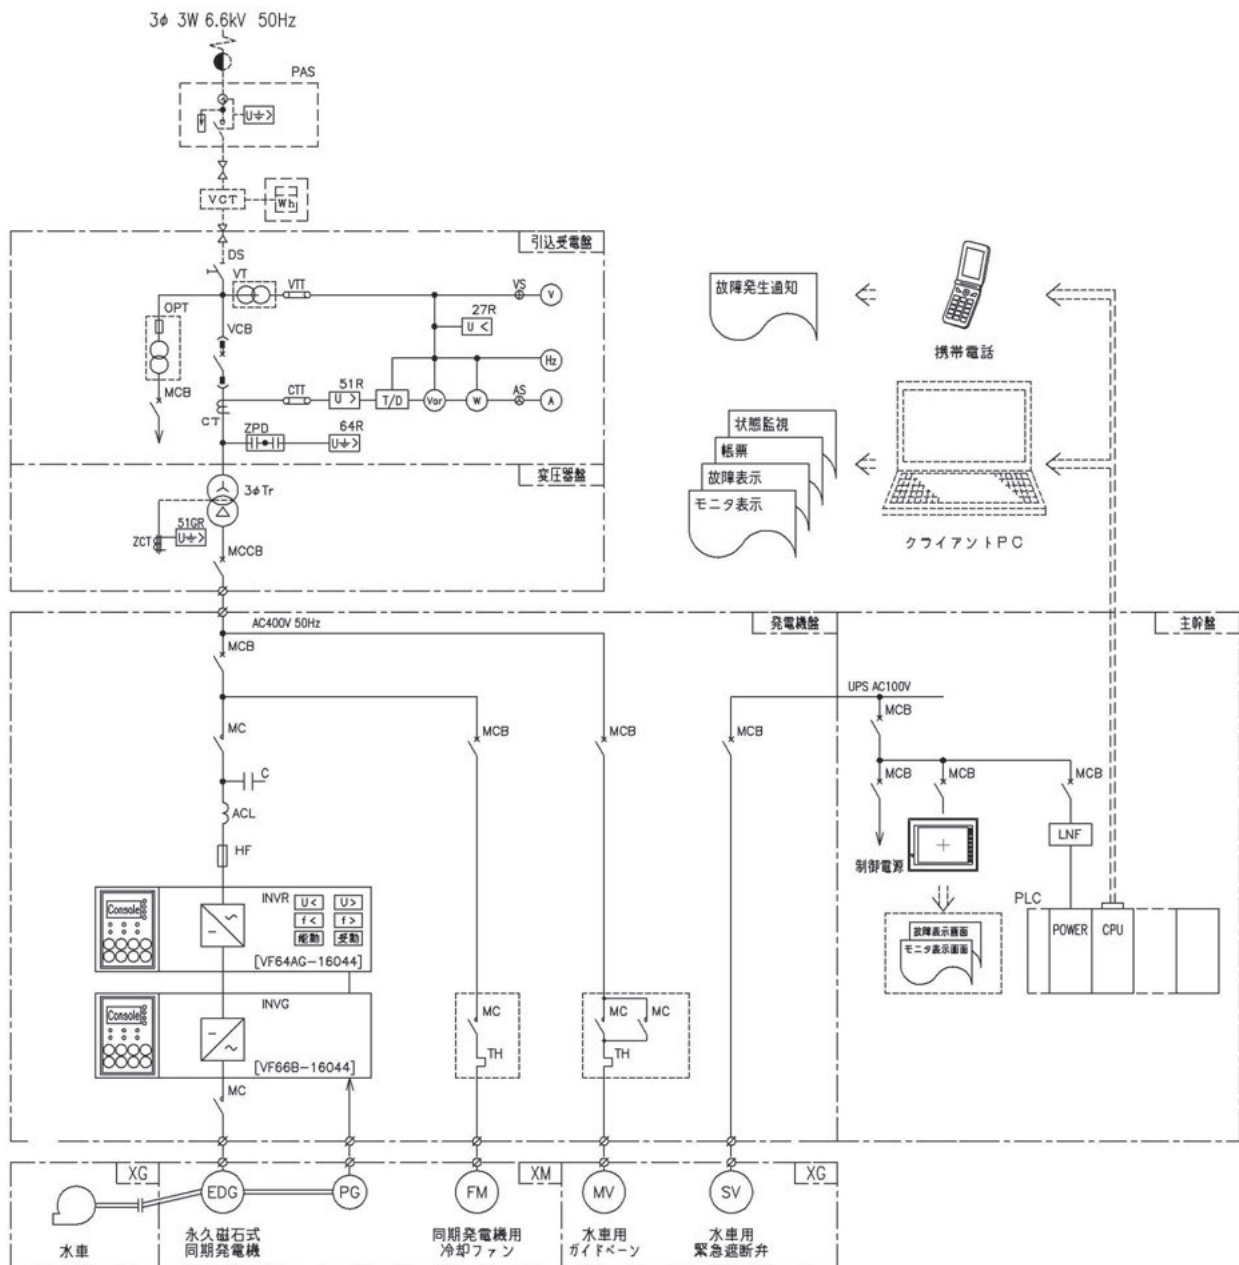 3φ 3W 6.6kV 50Hz
PAS
U⏚>
VCT
Wh
引込受電盤
DS
VT
VTT
VS
V
OPT
27R
U<
VCB
Hz
MCB
CTT
51R
U>
T/D
Var
W
AS
A
CT
ZPD
64R
U⏚>
変圧器盤
3φTr
51GR
ZCT
U⏚>
MCCB
故障発生通知
携帯電話
状態監視
帳票
故障表示
モニタ表示
クライアントPC
発電機盤
主幹盤
AC400V 50Hz
MCB
UPS AC100V
MC
MCB
MCB
MCB
MCB
C
MCB
MCB
MCB
ACL
HF
LNF
制御電源
INVR
U<
U>
f<
f>
能動
受動
Console
[VF64AG-16044]
PLC
POWER
CPU
故障表示画面
モニタ表示画面
INVG
Console
[VF66B-16044]
MC
TH
MC
MC
TH
MC
XG
XM
XG
EDG
PG
FM
MV
SV
水車
永久磁石式
同期発電機
同期発電機用
冷却ファン
水車用
ガイドベーン
水車用
緊急遮断弁